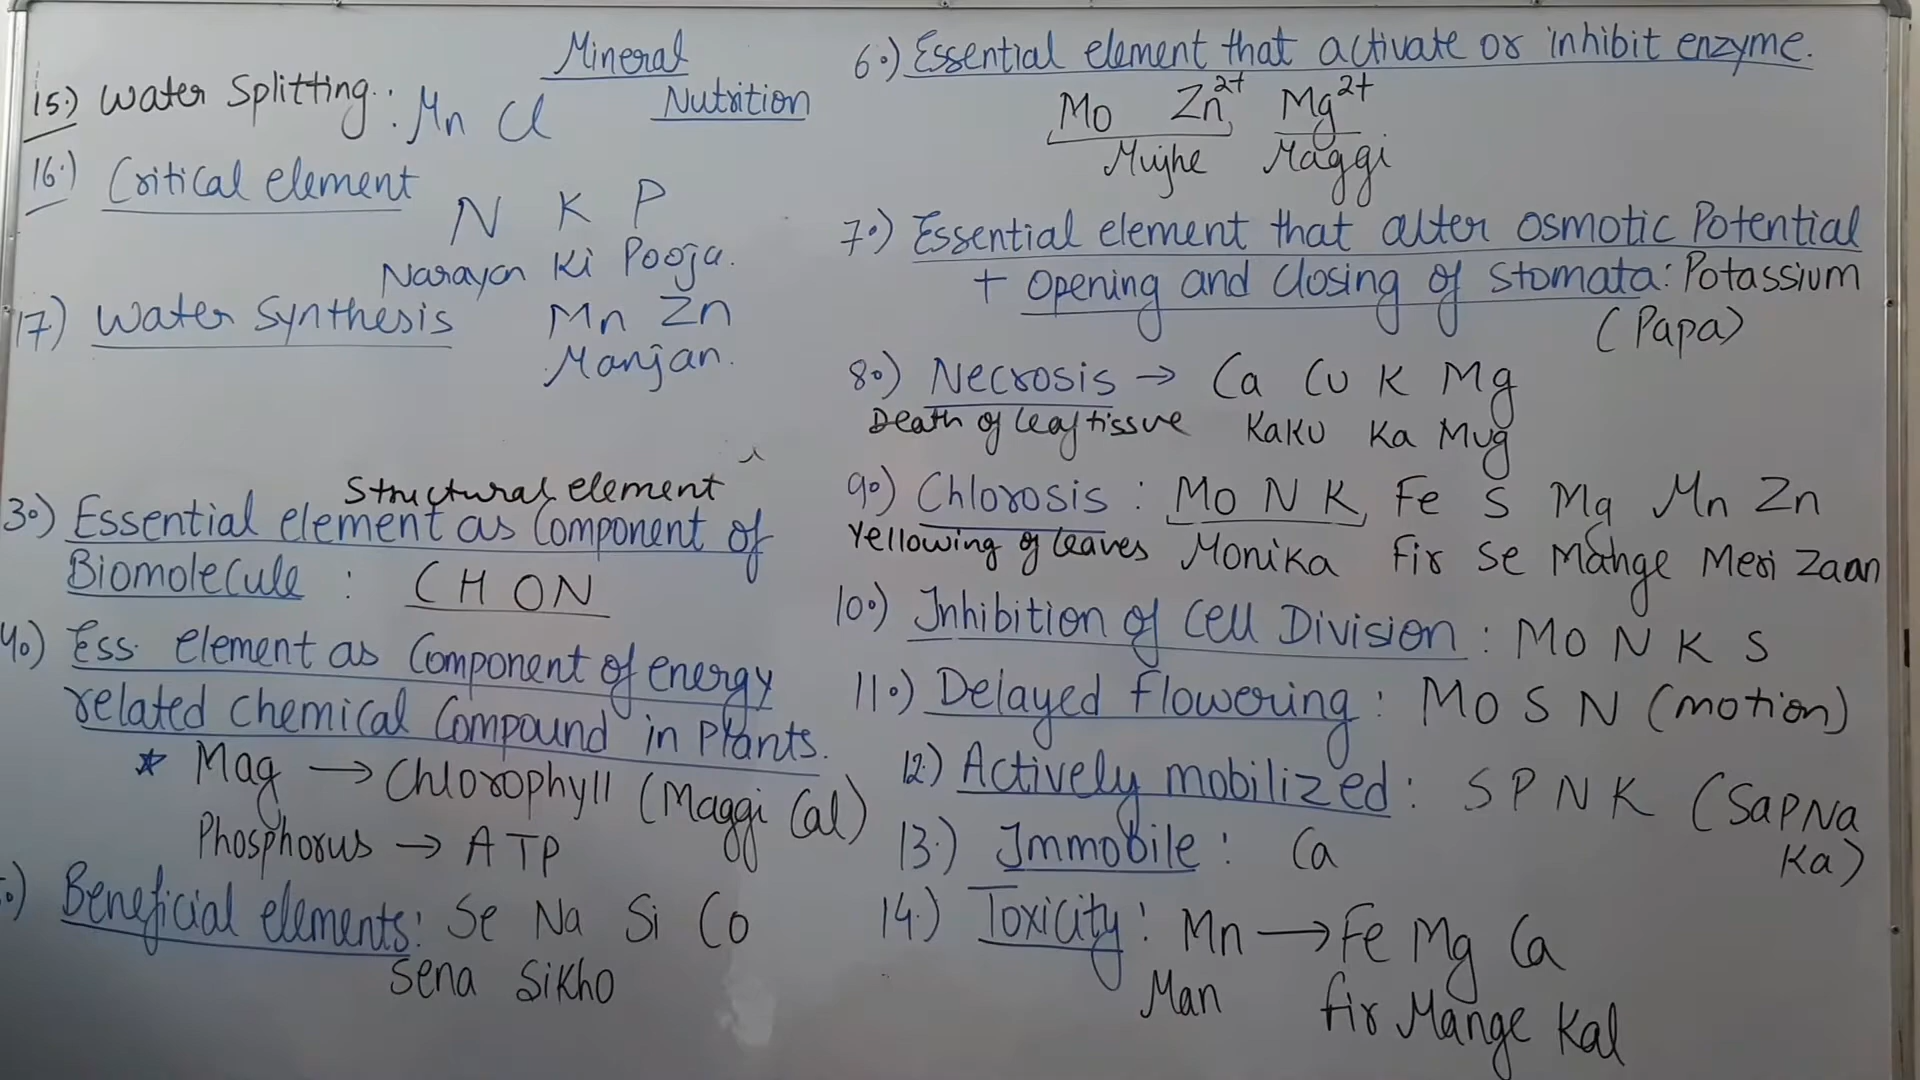 Mineral
Nutrition
15.) Water Splitting : Mn Cl
16.) Critical element
N K P
Narayan Ki Pooja.
17) Water Synthesis Mn Zn
Manjan.
Structural element
3.) Essential element as Component of
Biomolecule : C H O N
4.) Ess. element as Component of energy
related chemical Compound in Plants.
* Mag → Chlorophyll (Maggi Cal)
Phosphorus → ATP
.) Beneficial elements: Se Na Si Co
Sena Sikho
6.) Essential element that activate or inhibit enzyme.
Mo Zn2+ Mg2+
Mujhe Maggi
7.) Essential element that alter osmotic Potential
+ opening and closing of stomata: Potassium
(Papa)
8.) Necrosis → Ca Cu K Mg
Death of leaf tissue KaKu Ka Mug
9.) Chlorosis : Mo N K Fe S Mg Mn Zn
Yellowing of leaves Monika Fir Se Mange Meri Zaan
10.) Inhibition of Cell Division : Mo N K S
11.) Delayed flowering : Mo S N (motion)
12) Actively mobilized : S P N K (SaPNa
Ka)
13.) Immobile : Ca
14.) Toxicity : Mn → Fe Mg Ca
Man fir Mange Kal